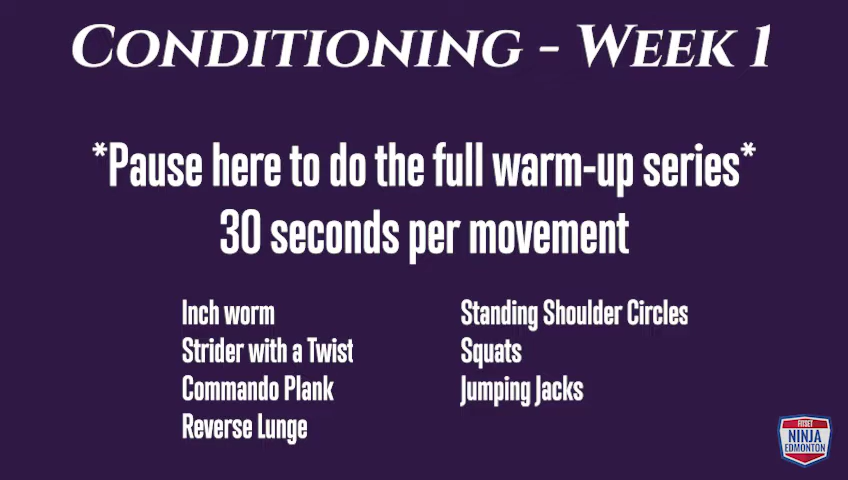 Conditioning - Week 1
*Pause here to do the full warm-up series*
30 seconds per movement
Inch worm
Strider with a Twist
Commando Plank
Reverse Lunge
Standing Shoulder Circles
Squats
Jumping Jacks
FITSET
NINJA
EDMONTON